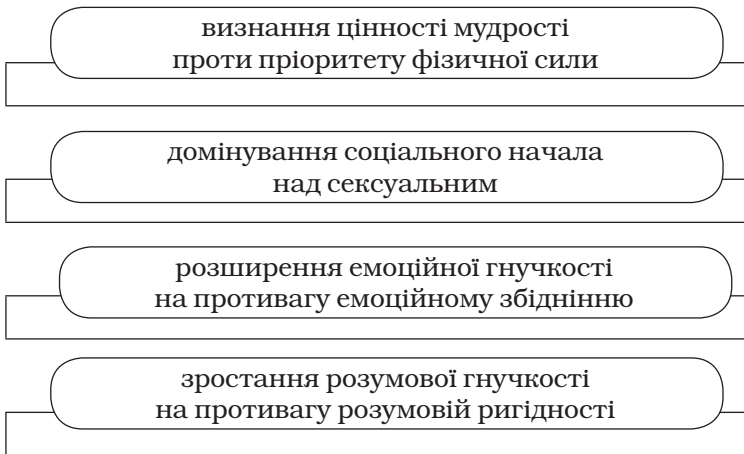 визнання цінності мудрості
проти пріоритету фізичної сили
домінування соціального начала
над сексуальним
розширення емоційної гнучкості
на противагу емоційному збіднінню
зростання розумової гнучкості
на противагу розумовій ригідності